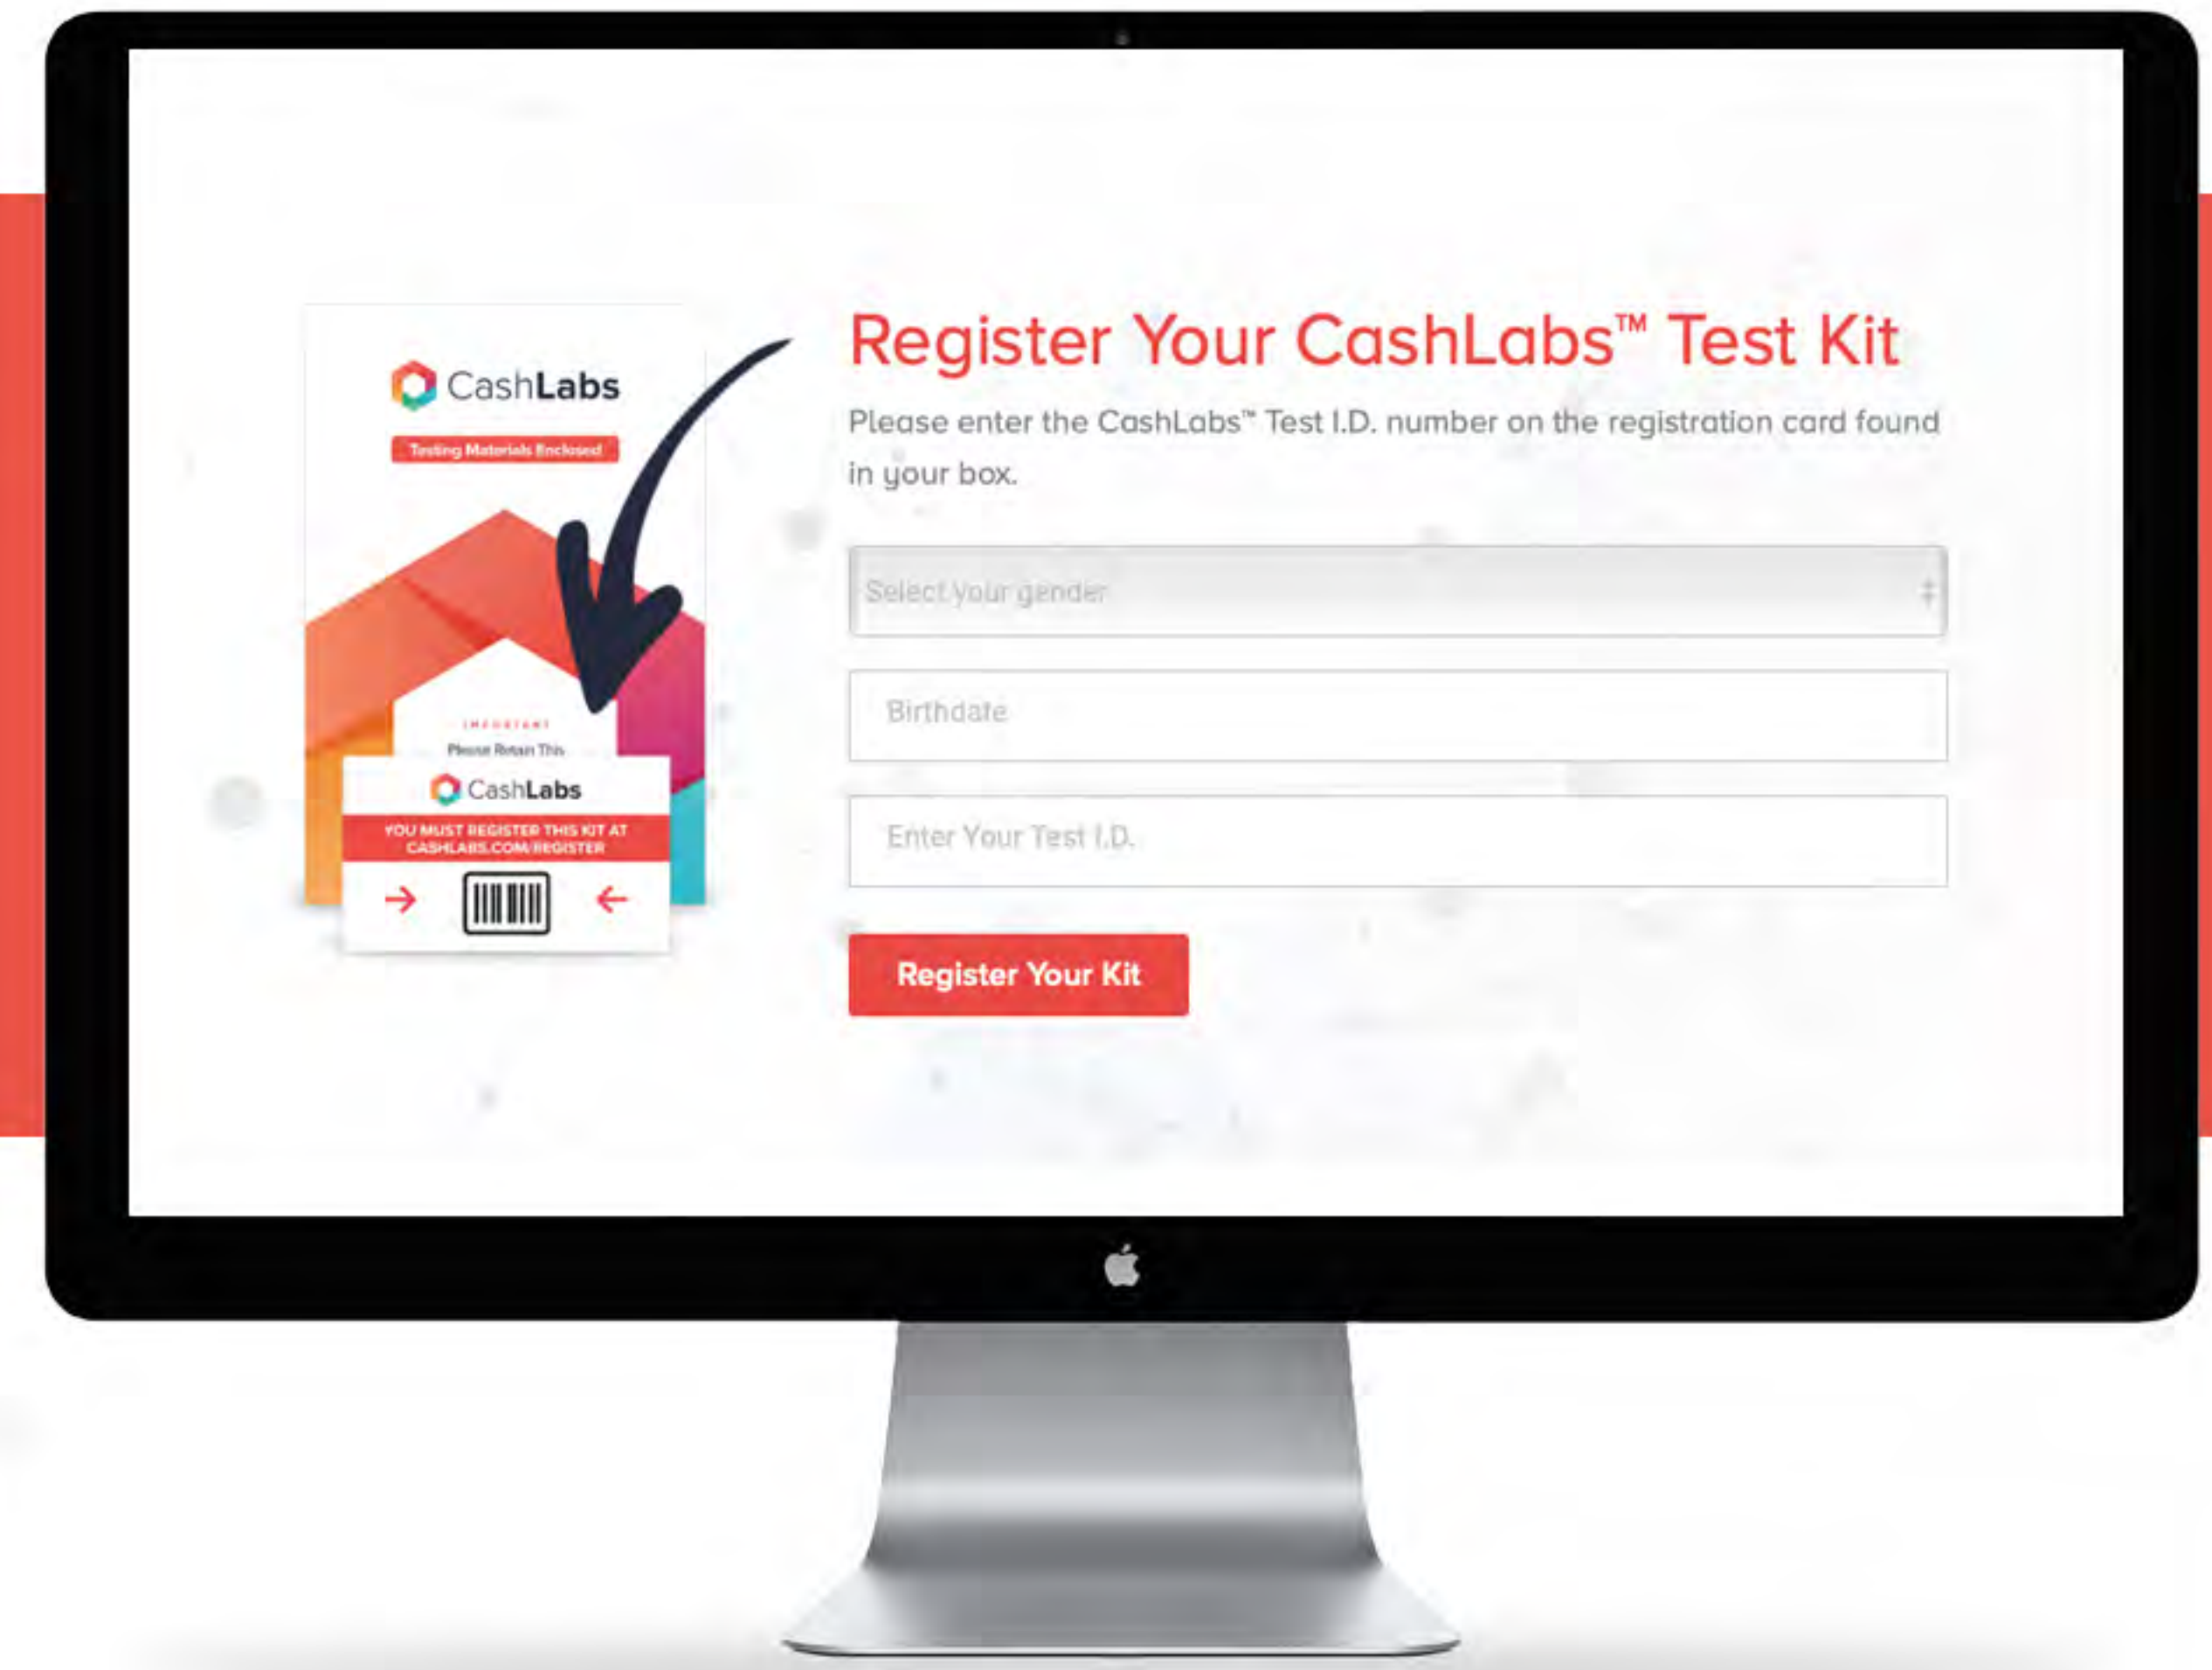 CashLabs
Testing Materials Enclosed
IMPORTANT
Please Retain This
CashLabs
YOU MUST REGISTER THIS KIT AT
CASHLABS.COM/REGISTER
Register Your CashLabs™ Test Kit
Please enter the CashLabs™ Test I.D. number on the registration card found
in your box.
Select your gender
Birthdate
Enter Your Test I.D.
Register Your Kit